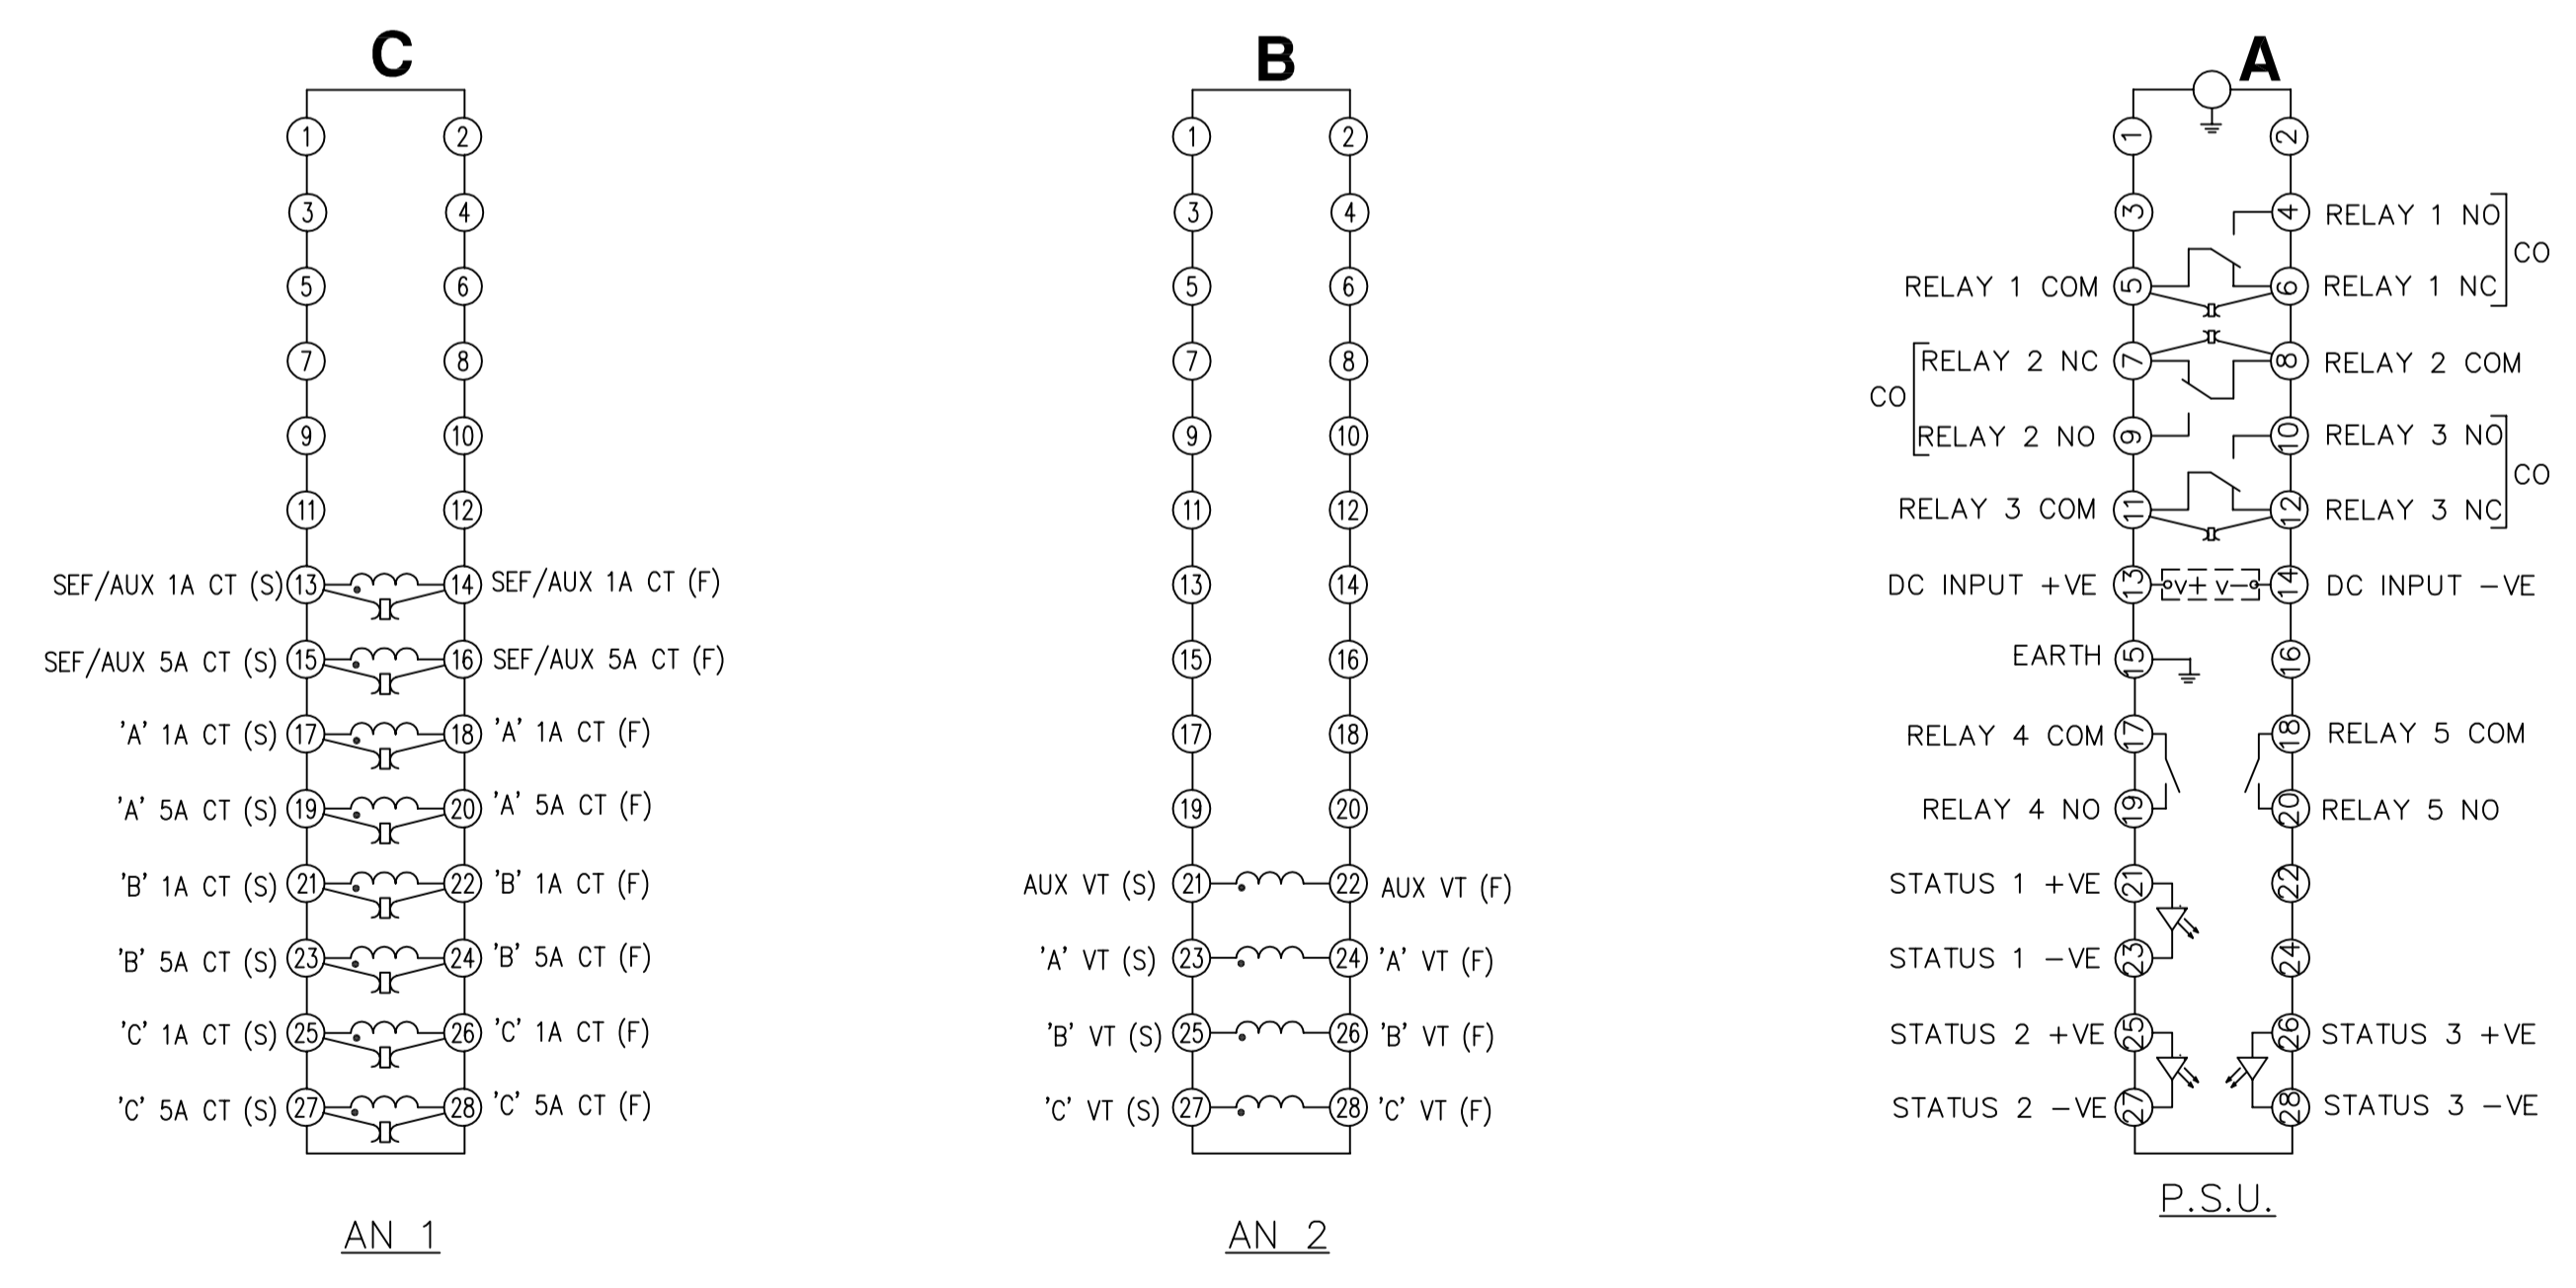 C
1 2
3 4
5 6
7 8
9 10
11 12
SEF/AUX 1A CT (S) 13 14 SEF/AUX 1A CT (F)
SEF/AUX 5A CT (S) 15 16 SEF/AUX 5A CT (F)
'A' 1A CT (S) 17 18 'A' 1A CT (F)
'A' 5A CT (S) 19 20 'A' 5A CT (F)
'B' 1A CT (S) 21 22 'B' 1A CT (F)
'B' 5A CT (S) 23 24 'B' 5A CT (F)
'C' 1A CT (S) 25 26 'C' 1A CT (F)
'C' 5A CT (S) 27 28 'C' 5A CT (F)
AN 1
B
1 2
3 4
5 6
7 8
9 10
11 12
13 14
15 16
17 18
19 20
AUX VT (S) 21 22 AUX VT (F)
'A' VT (S) 23 24 'A' VT (F)
'B' VT (S) 25 26 'B' VT (F)
'C' VT (S) 27 28 'C' VT (F)
AN 2
A
1 2
3 4 RELAY 1 NO
CO
RELAY 1 COM 5 6 RELAY 1 NC
RELAY 2 NC 7 8 RELAY 2 COM
CO
RELAY 2 NO 9 10 RELAY 3 NO
CO
RELAY 3 COM 11 12 RELAY 3 NC
DC INPUT +VE 13 V+ V− 14 DC INPUT −VE
EARTH 15 16
RELAY 4 COM 17 18 RELAY 5 COM
RELAY 4 NO 19 20 RELAY 5 NO
STATUS 1 +VE 21 22
STATUS 1 −VE 23 24
STATUS 2 +VE 25 26 STATUS 3 +VE
STATUS 2 −VE 27 28 STATUS 3 −VE
P.S.U.